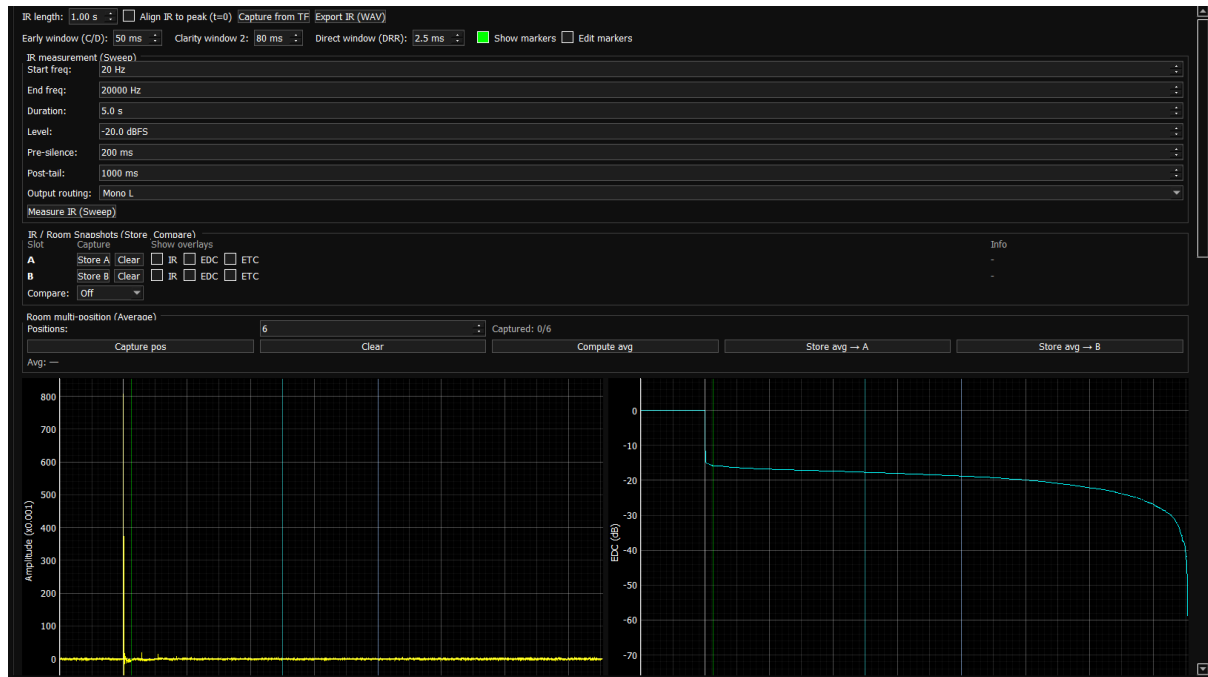 IR length: 1.00 s Align IR to peak (t=0) Capture from TF Export IR (WAV)
Early window (C/D): 50 ms Clarity window 2: 80 ms Direct window (DRR): 2.5 ms Show markers Edit markers
IR measurement (Sweep)
Start freq: 20 Hz
End freq: 20000 Hz
Duration: 5.0 s
Level: -20.0 dBFS
Pre-silence: 200 ms
Post-tail: 1000 ms
Output routing: Mono L
Measure IR (Sweep)
IR / Room Snapshots (Store Compare)
Slot Capture Show overlays Info
A Store A Clear IR EDC ETC -
B Store B Clear IR EDC ETC -
Compare: Off
Room multi-position (Average)
Positions: 6 Captured: 0/6
Capture pos Clear Compute avg Store avg → A Store avg → B
Avg: —
Amplitude (x0.001)
800
700
600
500
400
300
200
100
0
EDC (dB)
0
-10
-20
-30
-40
-50
-60
-70